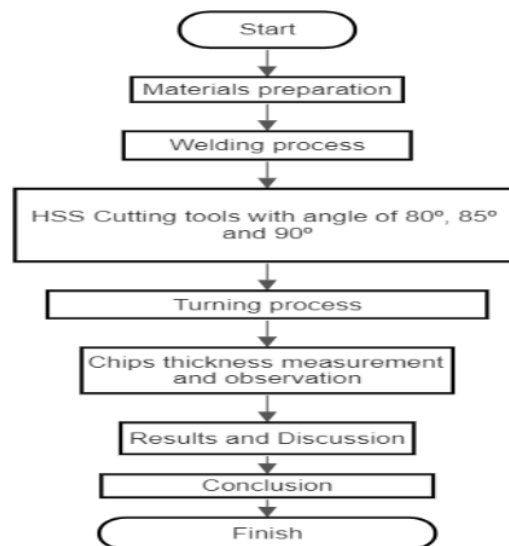 Start
Materials preparation
Welding process
HSS Cutting tools with angle of 80º, 85º
and 90º
Turning process
Chips thickness measurement
and observation
Results and Discussion
Conclusion
Finish